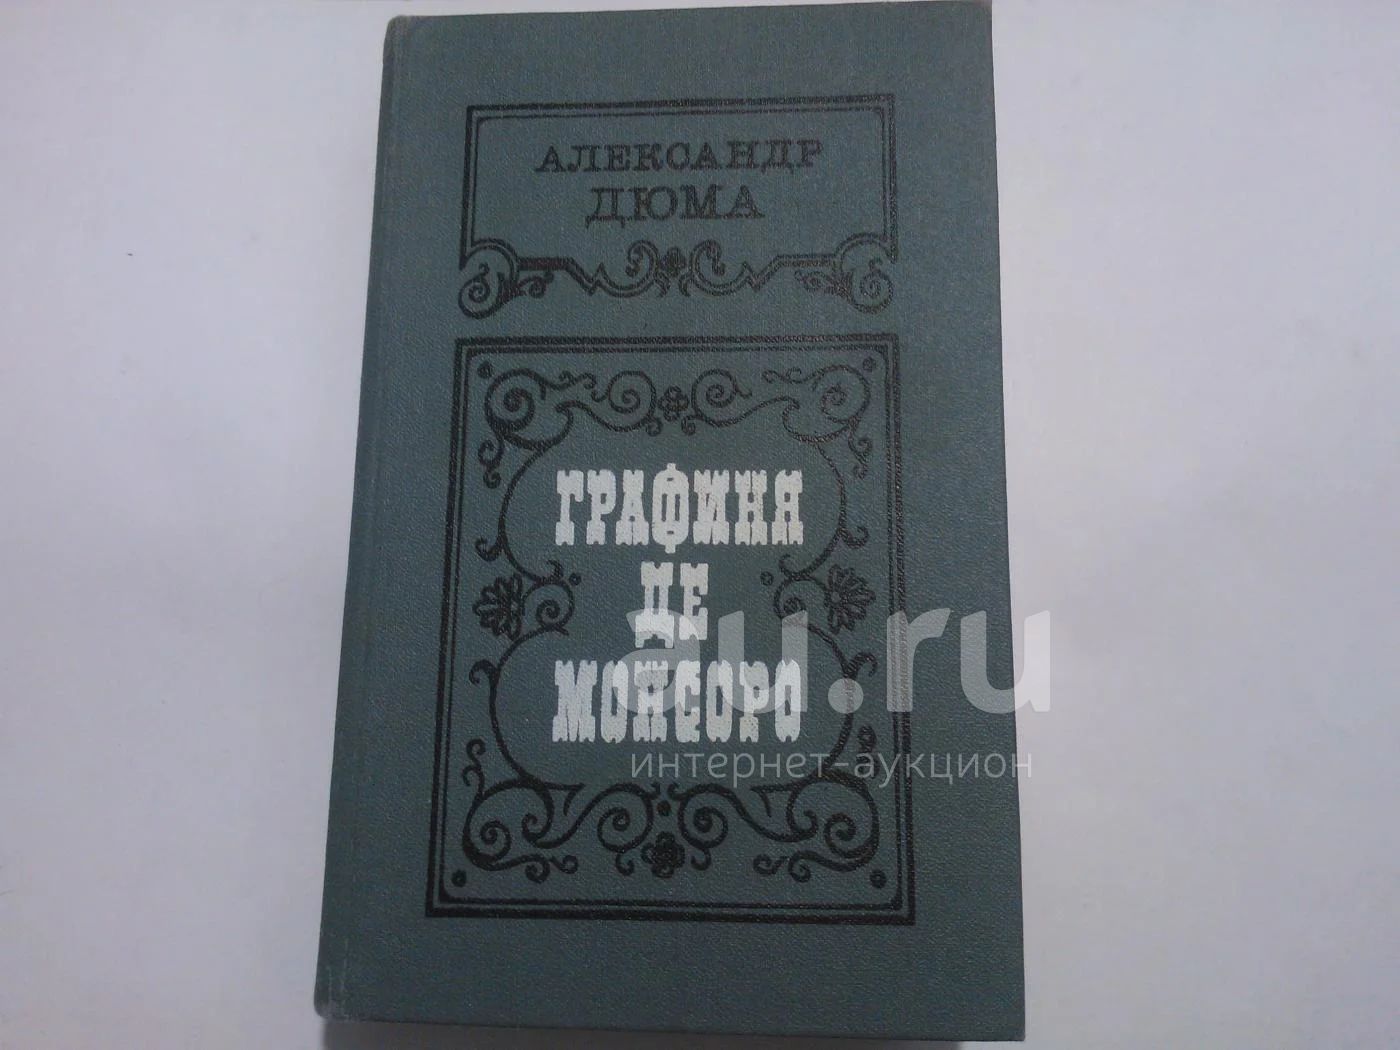 АЛЕКСАНДР
ДЮМА
ГРАФИНЯ
ДЕ
МОНСОРО
au.ru
интернет-аукцион